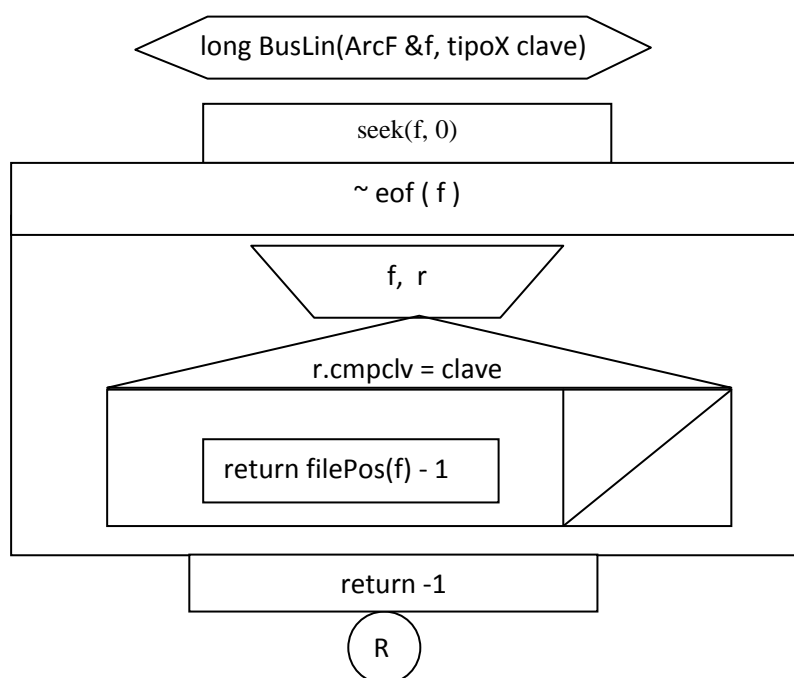 long BusLin(ArcF &f, tipoX clave)
seek(f, 0)
~ eof ( f )
f, r
r.cmpclv = clave
return filePos(f) - 1
return -1
R